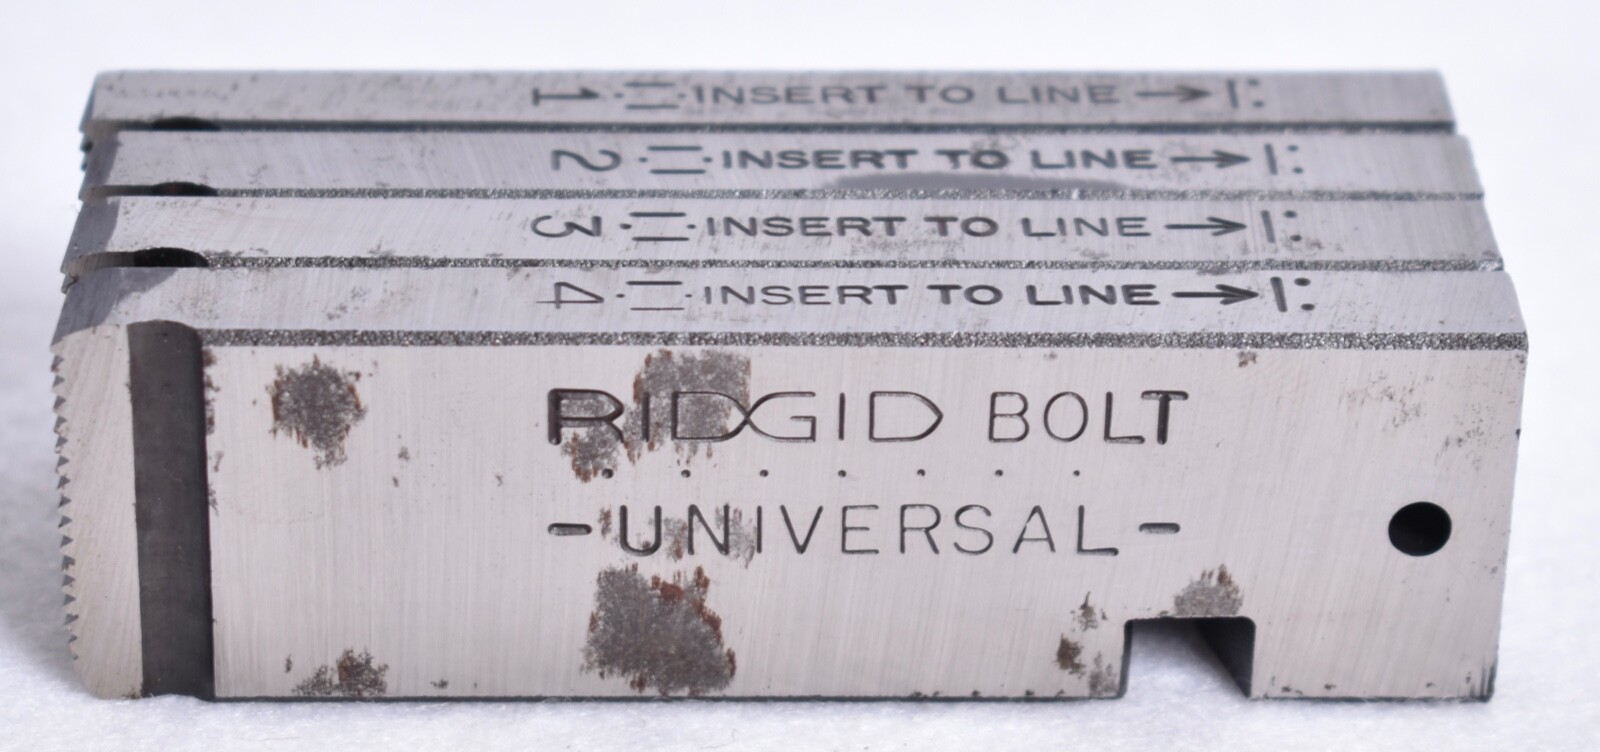 1 INSERT TO LINE →
2 INSERT TO LINE →
3 INSERT TO LINE →
4 INSERT TO LINE →
RIDGID BOLT
-UNIVERSAL-